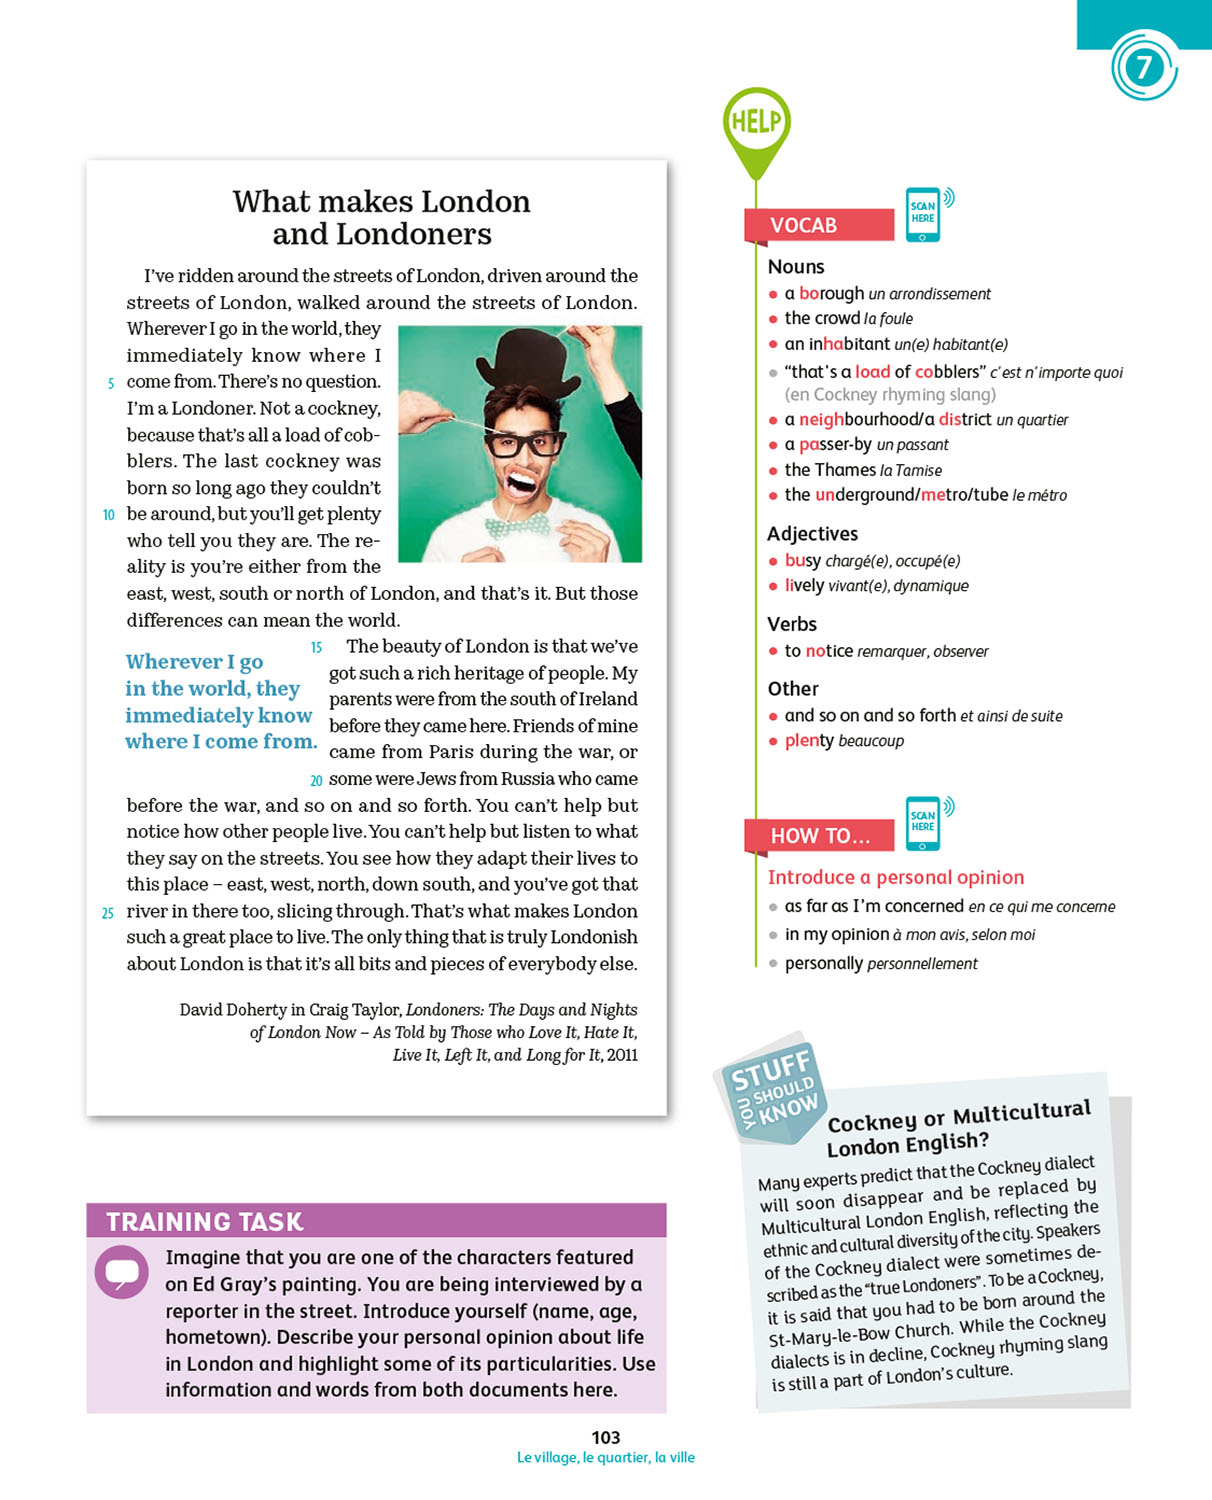 7
What makes London
and Londoners
I've ridden around the streets of London, driven around the
streets of London, walked around the streets of London.
Wherever I go in the world, they
immediately know where I
5 come from. There's no question.
I'm a Londoner. Not a cockney,
because that's all a load of cob-
blers. The last cockney was
born so long ago they couldn't
10 be around, but you'll get plenty
who tell you they are. The re-
ality is you're either from the
east, west, south or north of London, and that's it. But those
differences can mean the world.
15 The beauty of London is that we've
got such a rich heritage of people. My
parents were from the south of Ireland
before they came here. Friends of mine
came from Paris during the war, or
20 some were Jews from Russia who came
before the war, and so on and so forth. You can't help but
notice how other people live. You can't help but listen to what
they say on the streets. You see how they adapt their lives to
this place – east, west, north, down south, and you've got that
25 river in there too, slicing through. That's what makes London
such a great place to live. The only thing that is truly Londonish
about London is that it's all bits and pieces of everybody else.
Wherever I go
in the world, they
immediately know
where I come from.
David Doherty in Craig Taylor, Londoners: The Days and Nights
of London Now – As Told by Those who Love It, Hate It,
Live It, Left It, and Long for It, 2011
TRAINING TASK
Imagine that you are one of the characters featured
on Ed Gray's painting. You are being interviewed by a
reporter in the street. Introduce yourself (name, age,
hometown). Describe your personal opinion about life
in London and highlight some of its particularities. Use
information and words from both documents here.
HELP
VOCAB
SCAN
HERE
Nouns
• a borough un arrondissement
• the crowd la foule
• an inhabitant un(e) habitant(e)
• “that's a load of cobblers” c'est n'importe quoi
(en Cockney rhyming slang)
• a neighbourhood/a district un quartier
• a passer-by un passant
• the Thames la Tamise
• the underground/metro/tube le métro
Adjectives
• busy chargé(e), occupé(e)
• lively vivant(e), dynamique
Verbs
• to notice remarquer, observer
Other
• and so on and so forth et ainsi de suite
• plenty beaucoup
HOW TO...
SCAN
HERE
Introduce a personal opinion
• as far as I'm concerned en ce qui me concerne
• in my opinion à mon avis, selon moi
• personally personnellement
STUFF
YOU SHOULD
KNOW
Cockney or Multicultural
London English?
Many experts predict that the Cockney dialect
will soon disappear and be replaced by
Multicultural London English, reflecting the
ethnic and cultural diversity of the city. Speakers
of the Cockney dialect were sometimes de-
scribed as the “true Londoners”. To be a Cockney,
it is said that you had to be born around the
St-Mary-le-Bow Church. While the Cockney
dialects is in decline, Cockney rhyming slang
is still a part of London's culture.
103
Le village, le quartier, la ville